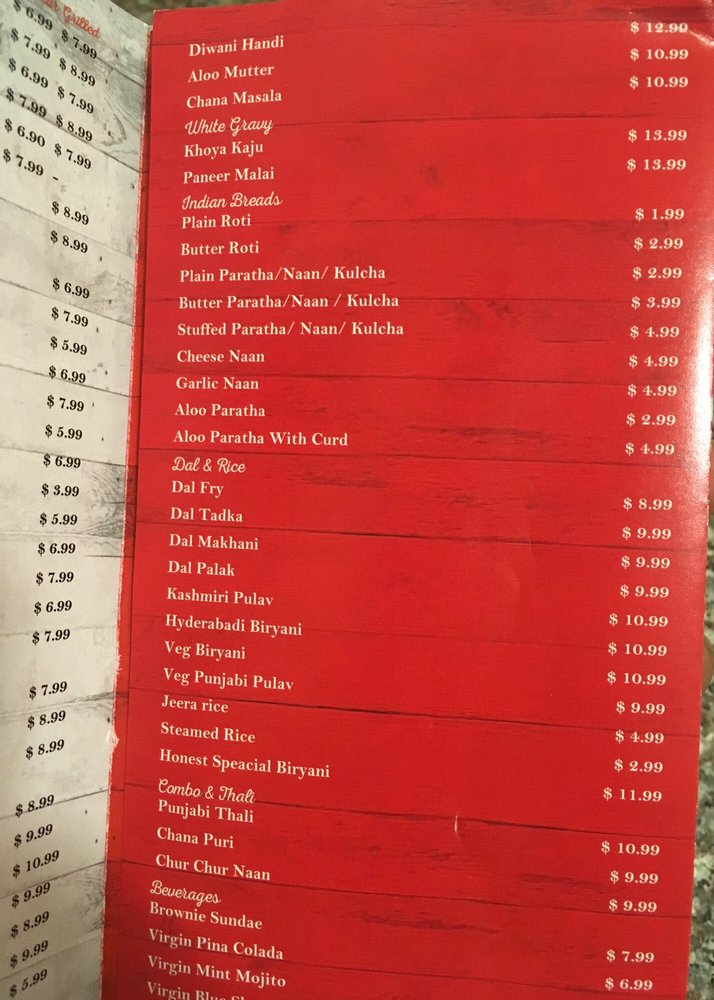 Grilled
$ 6.99 $ 7.99
$ 7.99 $ 8.99
$ 6.99 $ 7.99
$ 7.99 $ 8.99
$ 6.90 $ 7.99
$ 7.99 -
$ 8.99
$ 8.99
$ 6.99
$ 7.99
$ 5.99
$ 6.99
$ 7.99
$ 5.99
$ 6.99
$ 3.99
$ 5.99
$ 6.99
$ 7.99
$ 6.99
$ 7.99
$ 7.99
$ 8.99
$ 8.99
$ 8.99
$ 9.99
$ 10.99
$ 9.99
$ 8.99
$ 9.99
$ 5.99
Diwani Handi $ 12.99
Aloo Mutter $ 10.99
Chana Masala $ 10.99
White Gravy
Khoya Kaju $ 13.99
Paneer Malai $ 13.99
Indian Breads
Plain Roti $ 1.99
Butter Roti $ 2.99
Plain Paratha/Naan/ Kulcha $ 2.99
Butter Paratha/Naan / Kulcha $ 3.99
Stuffed Paratha/ Naan/ Kulcha $ 4.99
Cheese Naan $ 4.99
Garlic Naan $ 4.99
Aloo Paratha $ 2.99
Aloo Paratha With Curd $ 4.99
Dal & Rice
Dal Fry $ 8.99
Dal Tadka $ 9.99
Dal Makhani $ 9.99
Dal Palak $ 9.99
Kashmiri Pulav $ 10.99
Hyderabadi Biryani $ 10.99
Veg Biryani $ 10.99
Veg Punjabi Pulav $ 9.99
Jeera rice $ 4.99
Steamed Rice $ 2.99
Honest Speacial Biryani $ 11.99
Combo & Thali
Punjabi Thali $ 10.99
Chana Puri $ 9.99
Chur Chur Naan $ 9.99
Beverages
Brownie Sundae $ 7.99
Virgin Pina Colada $ 6.99
Virgin Mint Mojito
Virgin